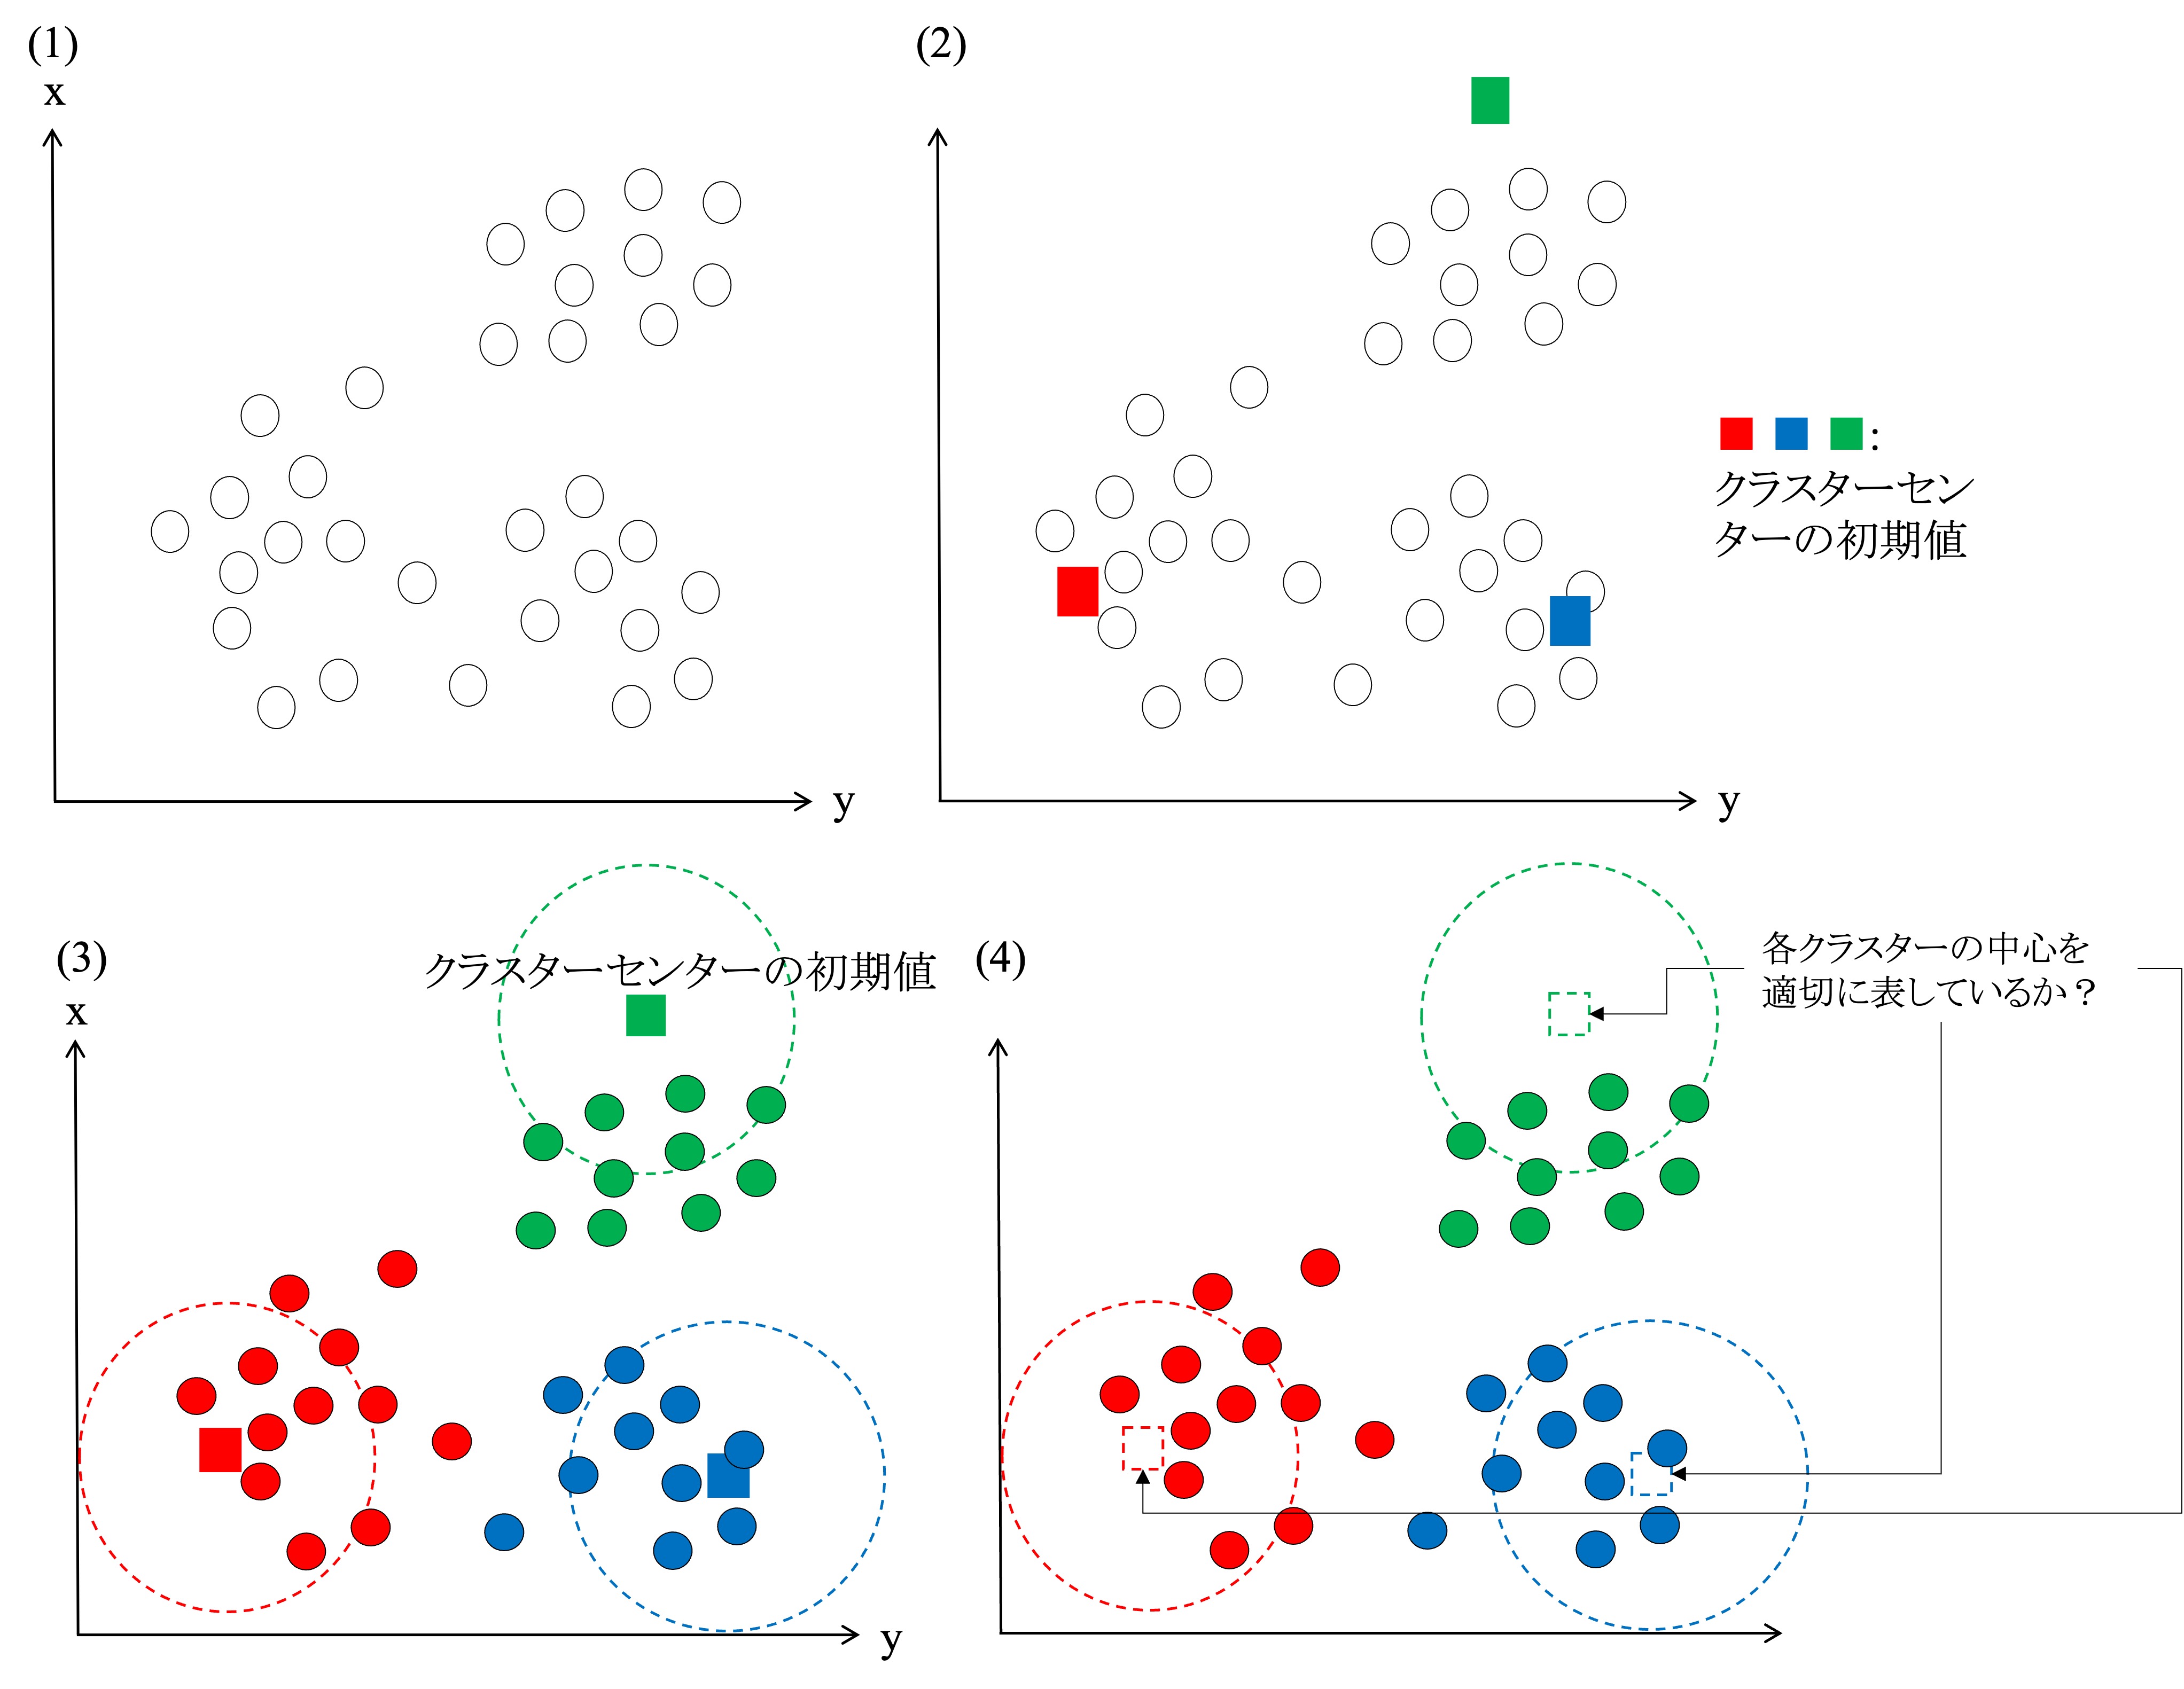 (1)
x
y
(2)
y
:
クラスターセン
ターの初期値
(3)
x
クラスターセンターの初期値
y
(4)
各クラスターの中心を
適切に表しているか？